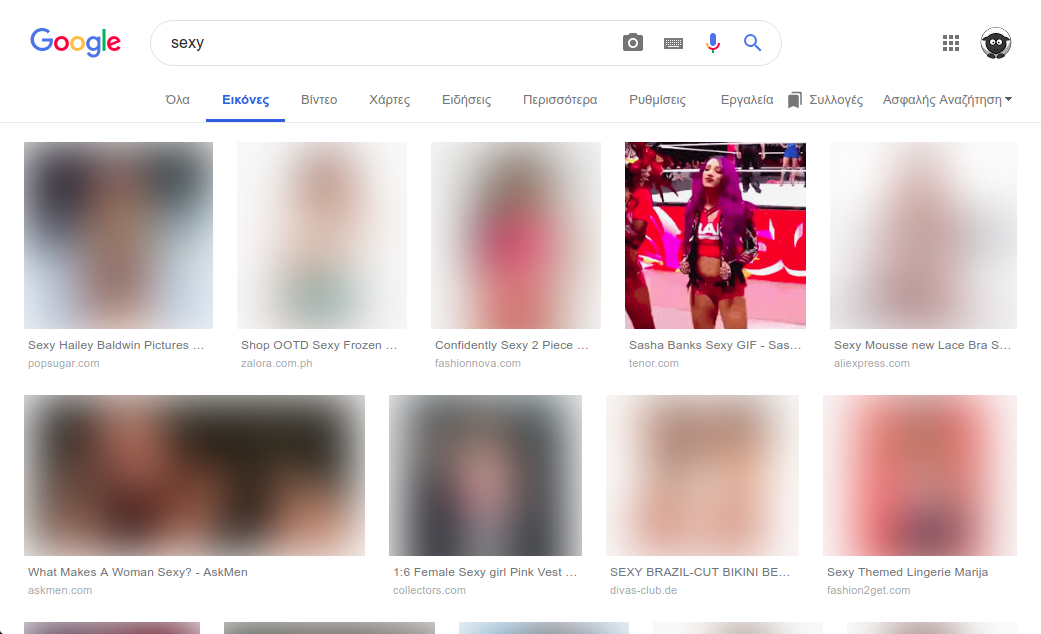 Google
sexy
Όλα Εικόνες Βίντεο Χάρτες Ειδήσεις Περισσότερα Ρυθμίσεις Εργαλεία Συλλογές Ασφαλής Αναζήτηση
Sexy Hailey Baldwin Pictures ...
popsugar.com
Shop OOTD Sexy Frozen ...
zalora.com.ph
Confidently Sexy 2 Piece ...
fashionnova.com
Sasha Banks Sexy GIF - Sas...
tenor.com
Sexy Mousse new Lace Bra S...
aliexpress.com
What Makes A Woman Sexy? - AskMen
askmen.com
1:6 Female Sexy girl Pink Vest ...
collectors.com
SEXY BRAZIL-CUT BIKINI BE...
divas-club.de
Sexy Themed Lingerie Marija
fashion2get.com